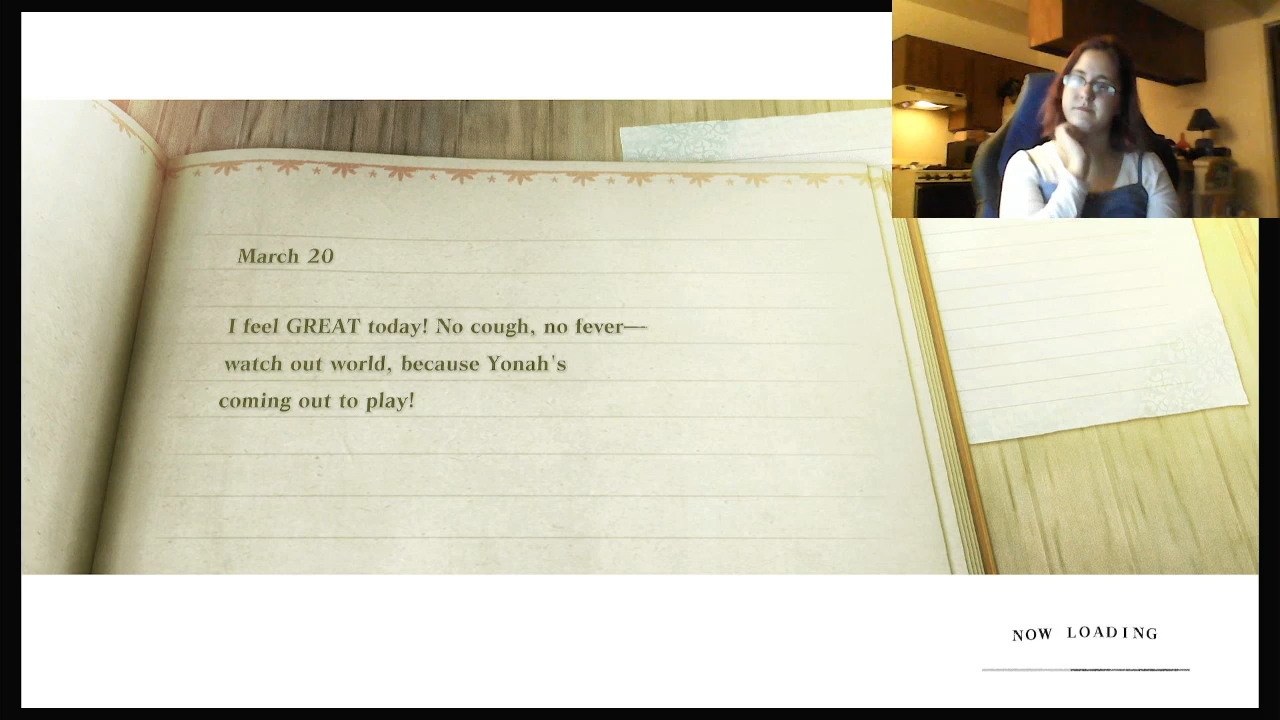 March 20
I feel GREAT today! No cough, no fever—
watch out world, because Yonah's
coming out to play!
NOW LOADING